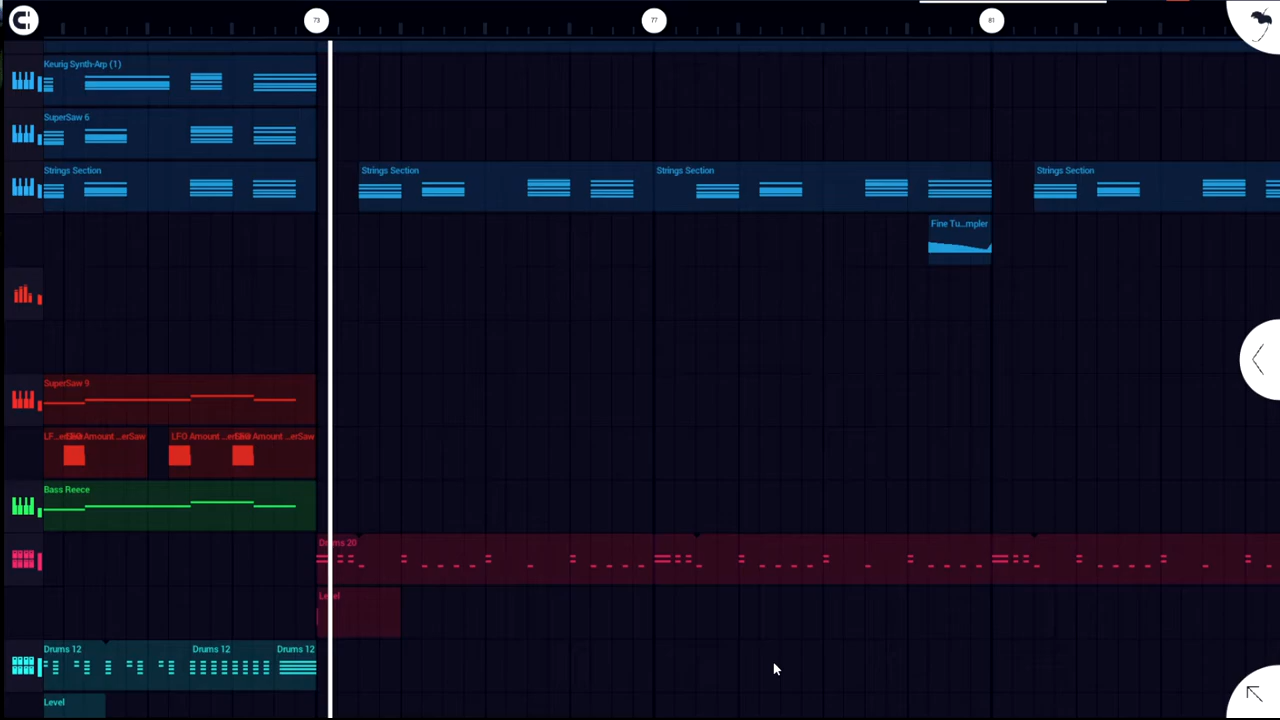 73
77
81
Keurig Synth-Arp (1)
SuperSaw 6
Strings Section
Strings Section
Strings Section
Strings Section
Fine Tu...mpler
SuperSaw 9
LFO Amount ...erSaw
Bass Reece
Drums 20
Level
Drums 12
Drums 12
Drums 12
Level